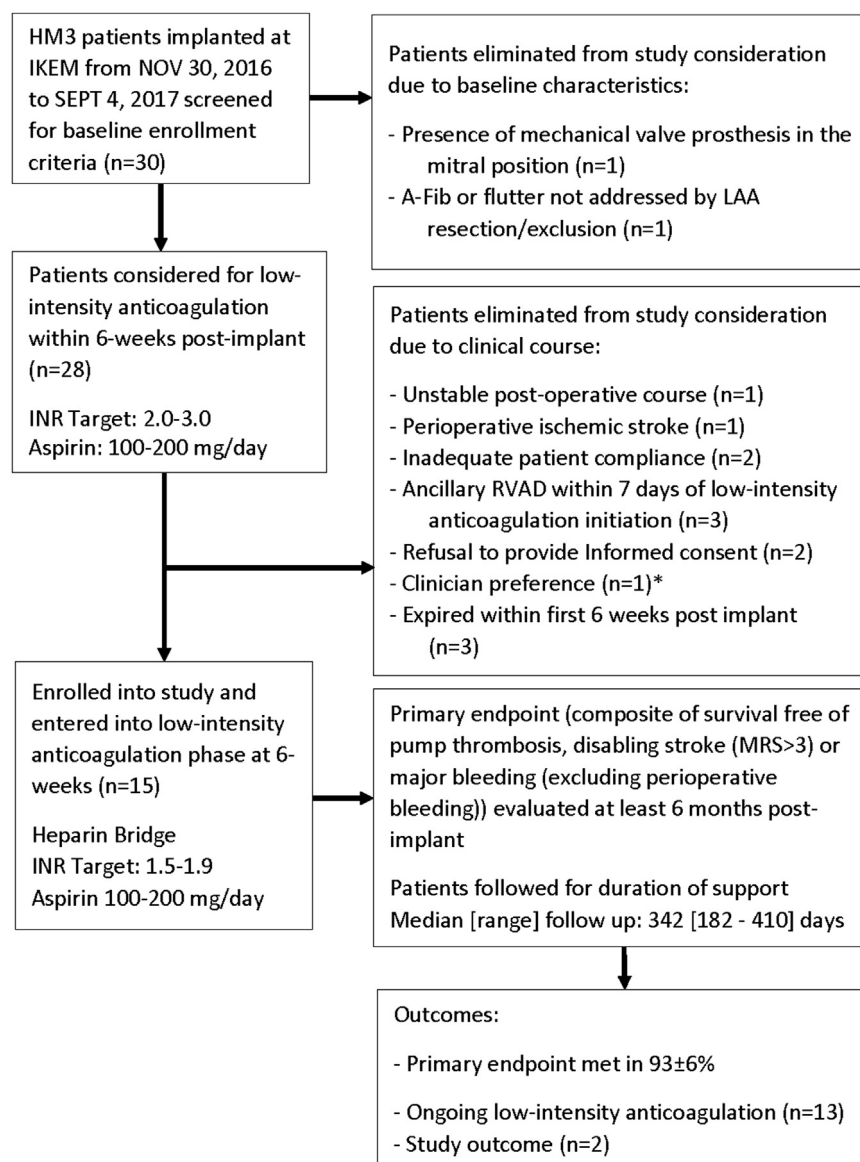 HM3 patients implanted at
IKEM from NOV 30, 2016
to SEPT 4, 2017 screened
for baseline enrollment
criteria (n=30)
Patients eliminated from study consideration
due to baseline characteristics:
- Presence of mechanical valve prosthesis in the
mitral position (n=1)
- A-Fib or flutter not addressed by LAA
resection/exclusion (n=1)
Patients considered for low-
intensity anticoagulation
within 6-weeks post-implant
(n=28)
INR Target: 2.0-3.0
Aspirin: 100-200 mg/day
Patients eliminated from study consideration
due to clinical course:
- Unstable post-operative course (n=1)
- Perioperative ischemic stroke (n=1)
- Inadequate patient compliance (n=2)
- Ancillary RVAD within 7 days of low-intensity
anticoagulation initiation (n=3)
- Refusal to provide Informed consent (n=2)
- Clinician preference (n=1)*
- Expired within first 6 weeks post implant
(n=3)
Enrolled into study and
entered into low-intensity
anticoagulation phase at 6-
weeks (n=15)
Heparin Bridge
INR Target: 1.5-1.9
Aspirin 100-200 mg/day
Primary endpoint (composite of survival free of
pump thrombosis, disabling stroke (MRS>3) or
major bleeding (excluding perioperative
bleeding)) evaluated at least 6 months post-
implant
Patients followed for duration of support
Median [range] follow up: 342 [182 - 410] days
Outcomes:
- Primary endpoint met in 93±6%
- Ongoing low-intensity anticoagulation (n=13)
- Study outcome (n=2)